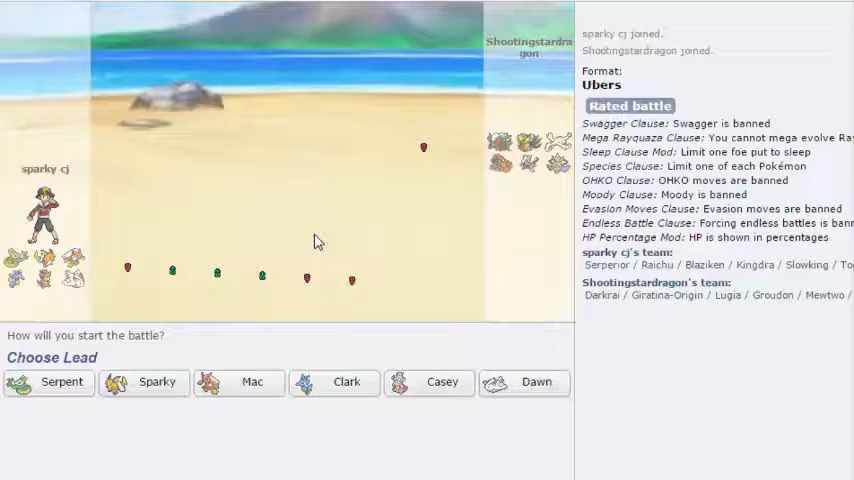 sparky cj joined.
Shootingstardra
gon
Shootingstardragon joined.
Format:
Ubers
Rated battle
Swagger Clause: Swagger is banned
Mega Rayquaza Clause: You cannot mega evolve Ray
Sleep Clause Mod: Limit one foe put to sleep
Species Clause: Limit one of each Pokémon
OHKO Clause: OHKO moves are banned
Moody Clause: Moody is banned
Evasion Moves Clause: Evasion moves are banned
Endless Battle Clause: Forcing endless battles is bann
HP Percentage Mod: HP is shown in percentages
sparky cj's team:
Serperior / Raichu / Blaziken / Kingdra / Slowking / To
Shootingstardragon's team:
Darkrai / Giratina-Origin / Lugia / Groudon / Mewtwo /
sparky cj
How will you start the battle?
Choose Lead
Serpent
Sparky
Mac
Clark
Casey
Dawn